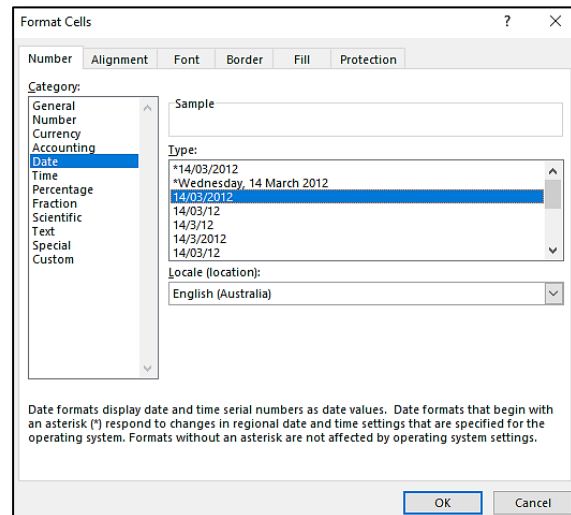 Format Cells ? ×
Number Alignment Font Border Fill Protection
Category:
General
Number
Currency
Accounting
Date
Time
Percentage
Fraction
Scientific
Text
Special
Custom
Sample
Type:
*14/03/2012
*Wednesday, 14 March 2012
14/03/2012
14/03/12
14/3/12
14/3/2012
14/03/12
Locale (location):
English (Australia)
Date formats display date and time serial numbers as date values. Date formats that begin with
an asterisk (*) respond to changes in regional date and time settings that are specified for the
operating system. Formats without an asterisk are not affected by operating system settings.
OK Cancel